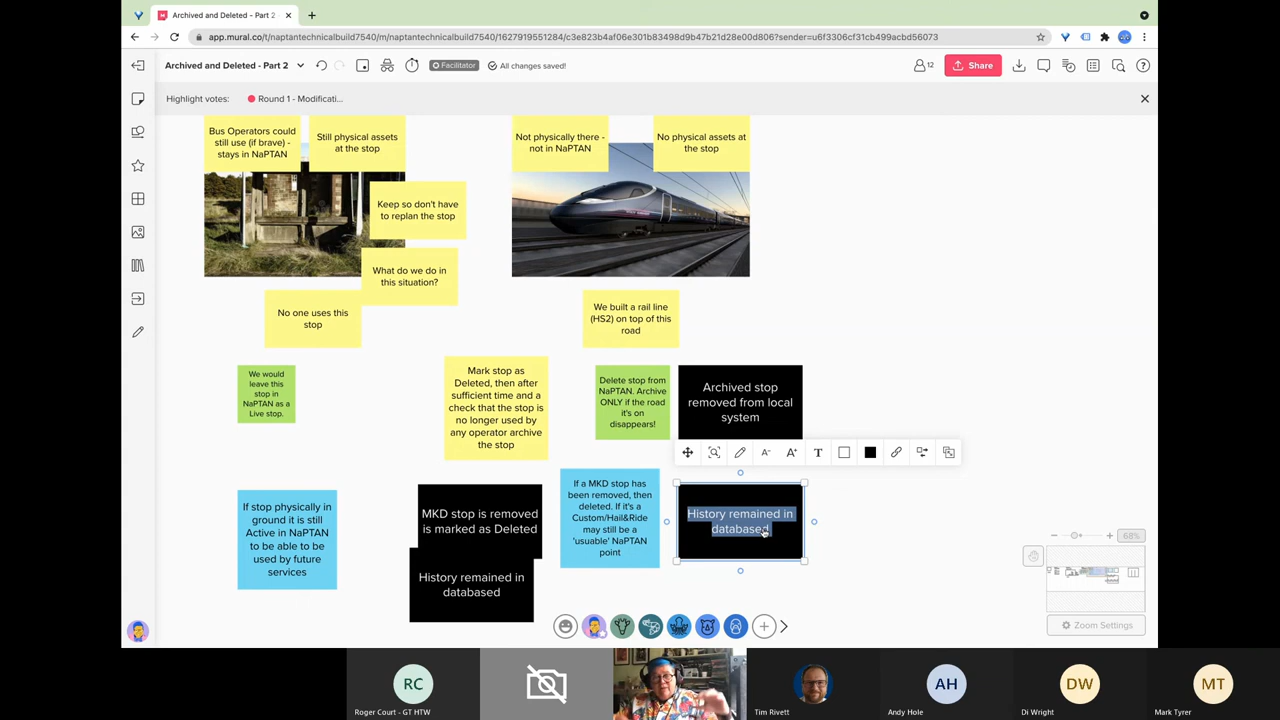 Archived and Deleted - Part 2
app.mural.co/t/naptantechnicalbuild7540/m/naptantechnicalbuild7540/1627919551284/c3e823b4af06e301b83498d9b47b21d28e00d806?sender=u6f3306cf31cb499acbd56073
Archived and Deleted - Part 2
Facilitator
All changes saved!
12
Share
Highlight votes:
Round 1 - Modificati...
Bus Operators could
still use (if brave) -
stays in NaPTAN
Still physical assets
at the stop
Not physically there -
not in NaPTAN
No physical assets at
the stop
Keep so don't have
to replan the stop
What do we do in
this situation?
No one uses this
stop
We built a rail line
(HS2) on top of this
road
We would
leave this
stop in
NaPTAN as a
Live stop.
Mark stop as
Deleted, then after
sufficient time and a
check that the stop is
no longer used by
any operator archive
the stop
Delete stop from
NaPTAN. Archive
ONLY if the road
it's on
disappears!
Archived stop
removed from local
system
A-
A+
T
If stop physically in
ground it is still
Active in NaPTAN
to be able to be
used by future
services
MKD stop is removed
is marked as Deleted
History remained in
databased
If a MKD stop has
been removed, then
deleted. If it's a
Custom/Hail&Ride
may still be a
'usuable' NaPTAN
point
History remained in
databased
68%
Zoom Settings
RC
Roger Court - GT HTW
Tim Rivett
AH
Andy Hole
DW
Di Wright
MT
Mark Tyrer